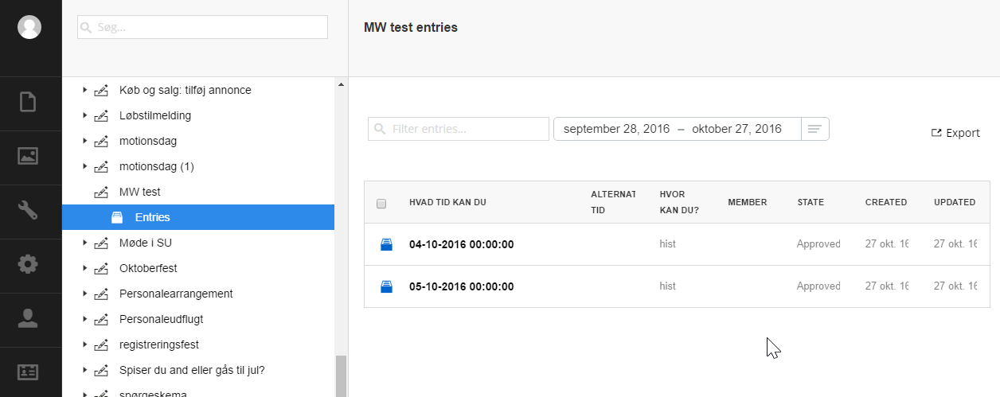 Søg...
MW test entries
Køb og salg: tilføj annonce
Løbstilmelding
motionsdag
motionsdag (1)
MW test
Entries
Møde i SU
Oktoberfest
Personalearrangement
Personaleudflugt
registreringsfest
Spiser du and eller gås til jul?
spørgeskema
Filter entries...
september 28, 2016 – oktober 27, 2016
Export
HVAD TID KAN DU
ALTERNAT
TID
HVOR
KAN DU?
MEMBER
STATE
CREATED
UPDATED
04-10-2016 00:00:00 hist Approved 27 okt. 16 27 okt. 16
05-10-2016 00:00:00 hist Approved 27 okt. 16 27 okt. 16